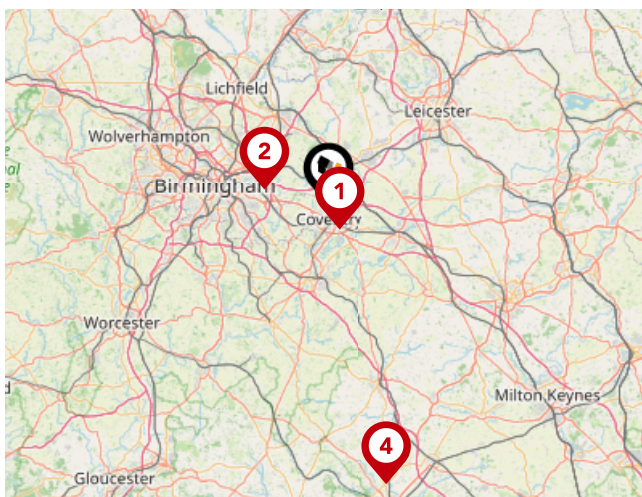 Lichfield
Leicester
Wolverhampton
2
Birmingham
1
Coventry
Worcester
Milton Keynes
4
Gloucester
d